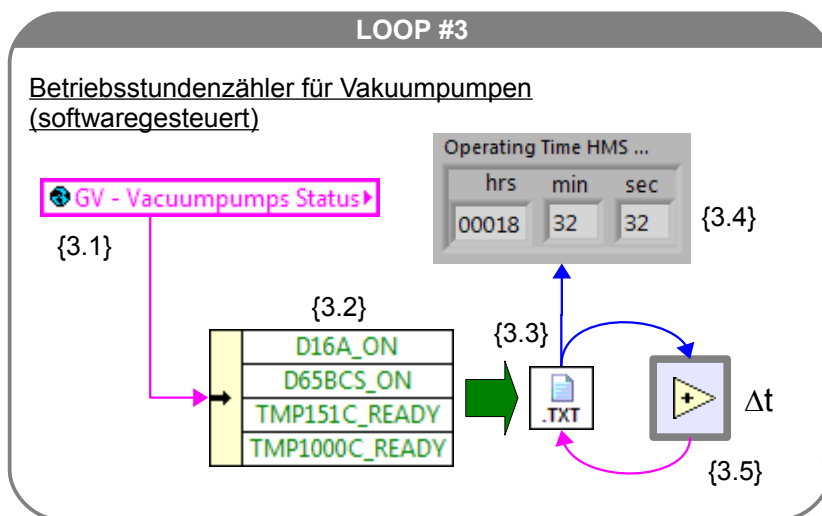 LOOP #3
Betriebsstundenzähler für Vakuumpumpen
(softwaregesteuert)
Operating Time HMS ...
hrs min sec
00018 32 32
{3.4}
GV - Vacuumpumps Status
{3.1}
{3.2}
D16A_ON
D65BCS_ON
TMP151C_READY
TMP1000C_READY
{3.3}
.TXT
Δt
{3.5}